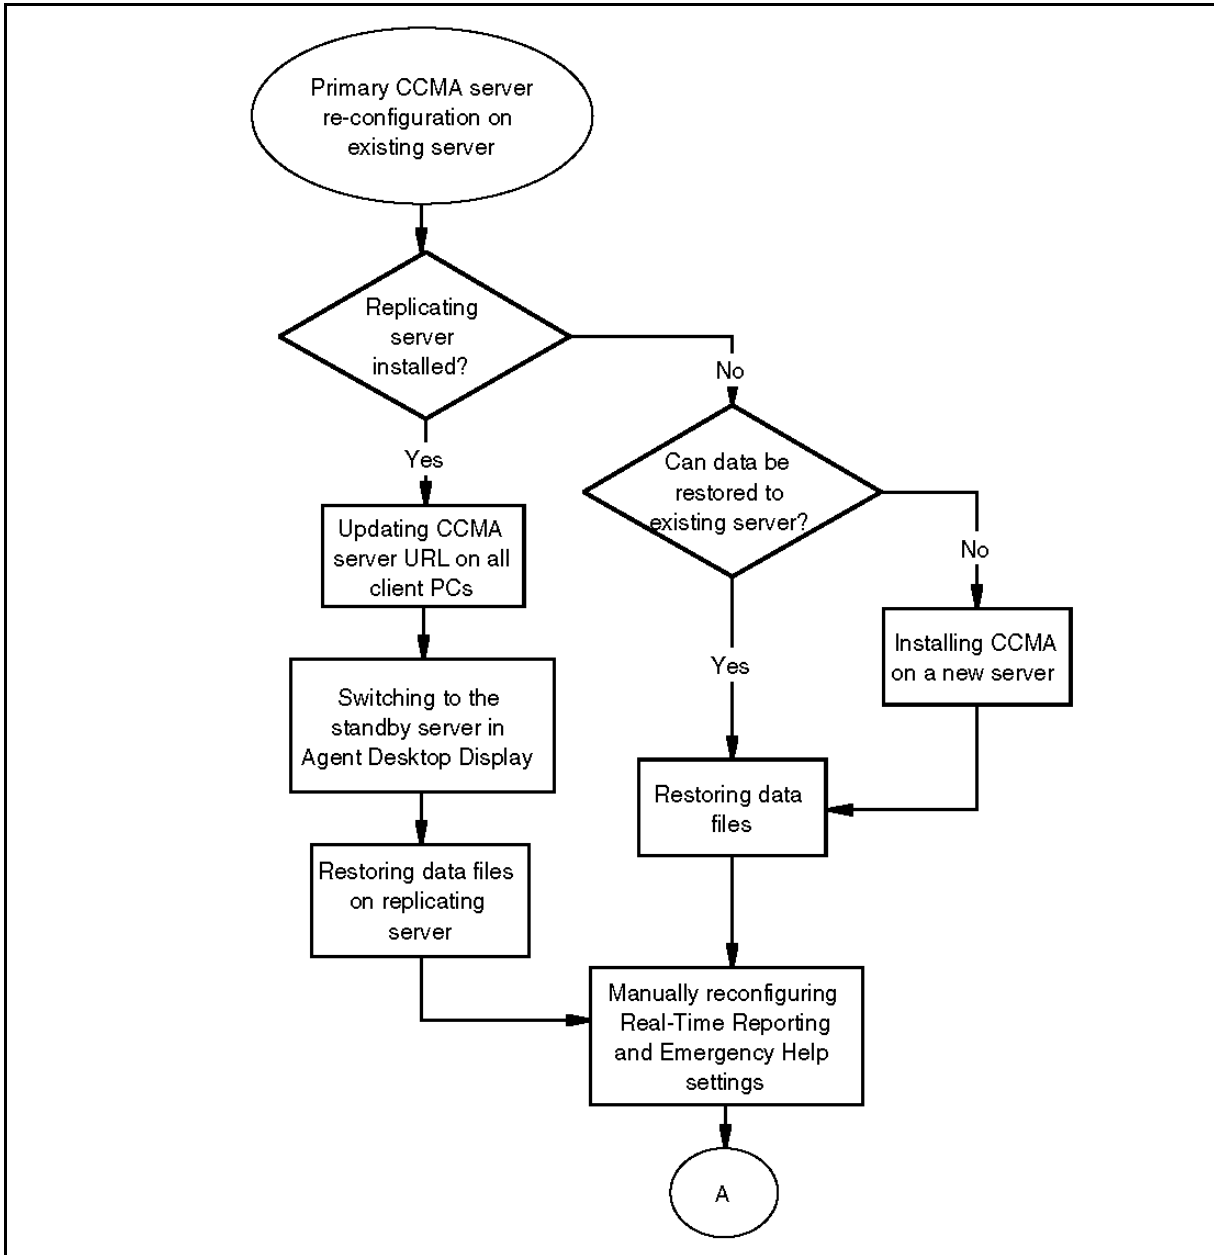 Primary CCMA server
re-configuration on
existing server
Replicating
server
installed?
No
Yes
Can data be
restored to
existing server?
Updating CCMA
server URL on all
client PCs
No
Installing CCMA
on a new server
Yes
Switching to the
standby server in
Agent Desktop Display
Restoring data
files
Restoring data files
on replicating
server
Manually reconfiguring
Real-Time Reporting
and Emergency Help
settings
A